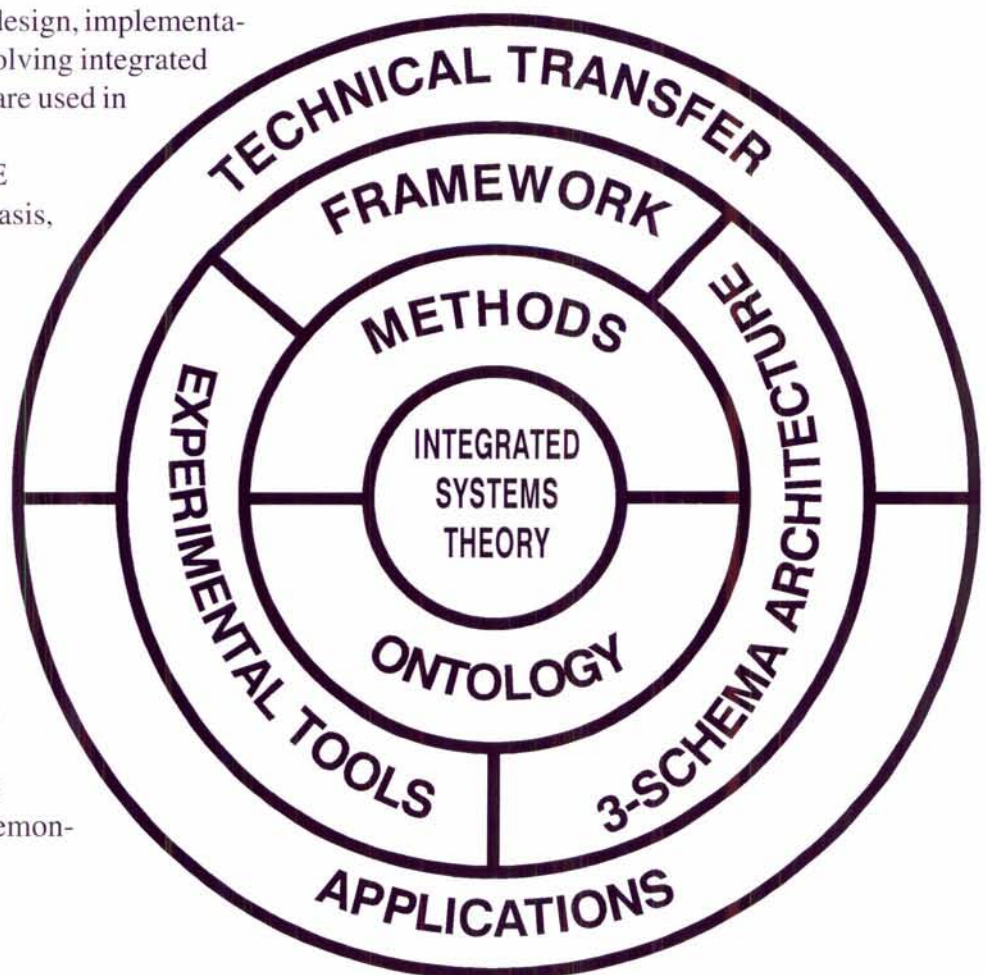 design, implementa-
olving integrated
are used in
E
asis,
emon-
TECHNICAL TRANSFER
FRAMEWORK
METHODS
INTEGRATED
SYSTEMS
THEORY
ONTOLOGY
EXPERIMENTAL TOOLS
3-SCHEMA ARCHITECTURE
APPLICATIONS